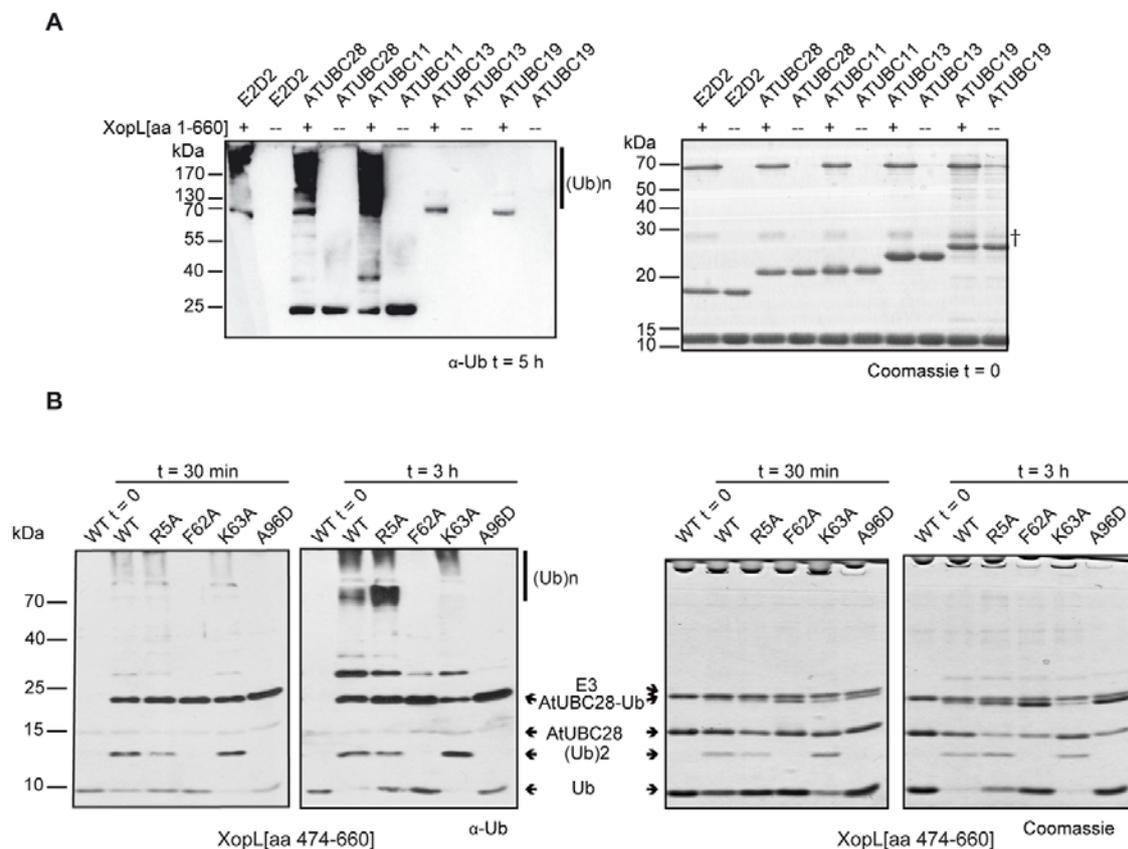 A
E2D2 E2D2 ATUBC28 ATUBC28 ATUBC11 ATUBC11 ATUBC13 ATUBC13 ATUBC19 ATUBC19
XopL[aa 1-660] + -- + -- + -- + -- + --
kDa
170
130
70
55
40
25
(Ub)n
α-Ub t = 5 h
E2D2 E2D2 ATUBC28 ATUBC28 ATUBC11 ATUBC11 ATUBC13 ATUBC13 ATUBC19 ATUBC19
+ -- + -- + -- + -- + --
kDa
70
50
40
30
20
15
10
†
Coomassie t = 0
B
t = 30 min
t = 3 h
WT t = 0 WT R5A F62A K63A A96D
WT t = 0 WT R5A F62A K63A A96D
kDa
70
40
25
15
10
(Ub)n
E3
AtUBC28-Ub
AtUBC28
(Ub)2
Ub
XopL[aa 474-660]
α-Ub
t = 30 min
t = 3 h
WT t = 0 WT R5A F62A K63A A96D
WT t = 0 WT R5A F62A K63A A96D
XopL[aa 474-660]
Coomassie